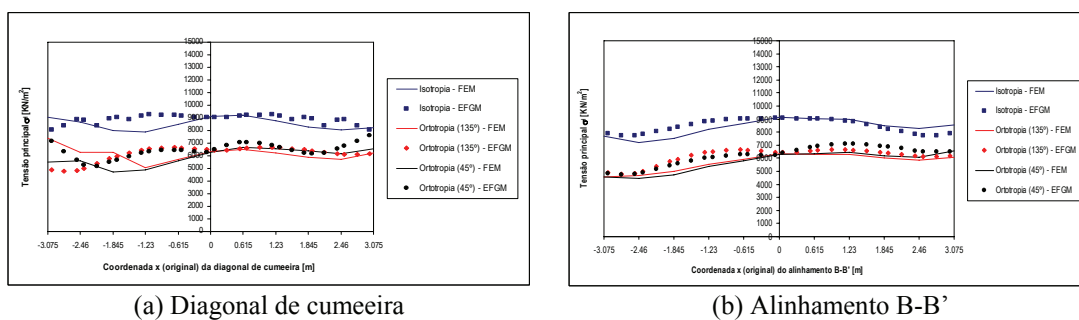 15000
14000
13000
12000
11000
10000
9000
8000
7000
6000
5000
4000
3000
2000
1000
0
-3.075 -2.46 -1.845 -1.23 -0.615 0 0.615 1.23 1.845 2.46 3.075
Tensão principal σ [KN/m²]
Coordenada x (original) da diagonal de cumeeira [m]
Isotropia - FEM
Isotropia - EFGM
Ortotropia (135º) - FEM
Ortotropia (135º) - EFGM
Ortotropia (45º) - FEM
Ortotropia (45º) - EFGM
(a) Diagonal de cumeeira
15000
14000
13000
12000
11000
10000
9000
8000
7000
6000
5000
4000
3000
2000
1000
0
-3.075 -2.46 -1.845 -1.23 -0.615 0 0.615 1.23 1.845 2.46 3.075
Tensão principal σ [KN/m²]
Coordenada x (original) do alinhamento B-B' [m]
Isotropia - FEM
Isotropia - EFGM
Ortotropia (135º) - FEM
Ortotropia (135º) - EFGM
Ortotropia (45º) - FEM
Ortotropia (45º) - EFGM
(b) Alinhamento B-B’